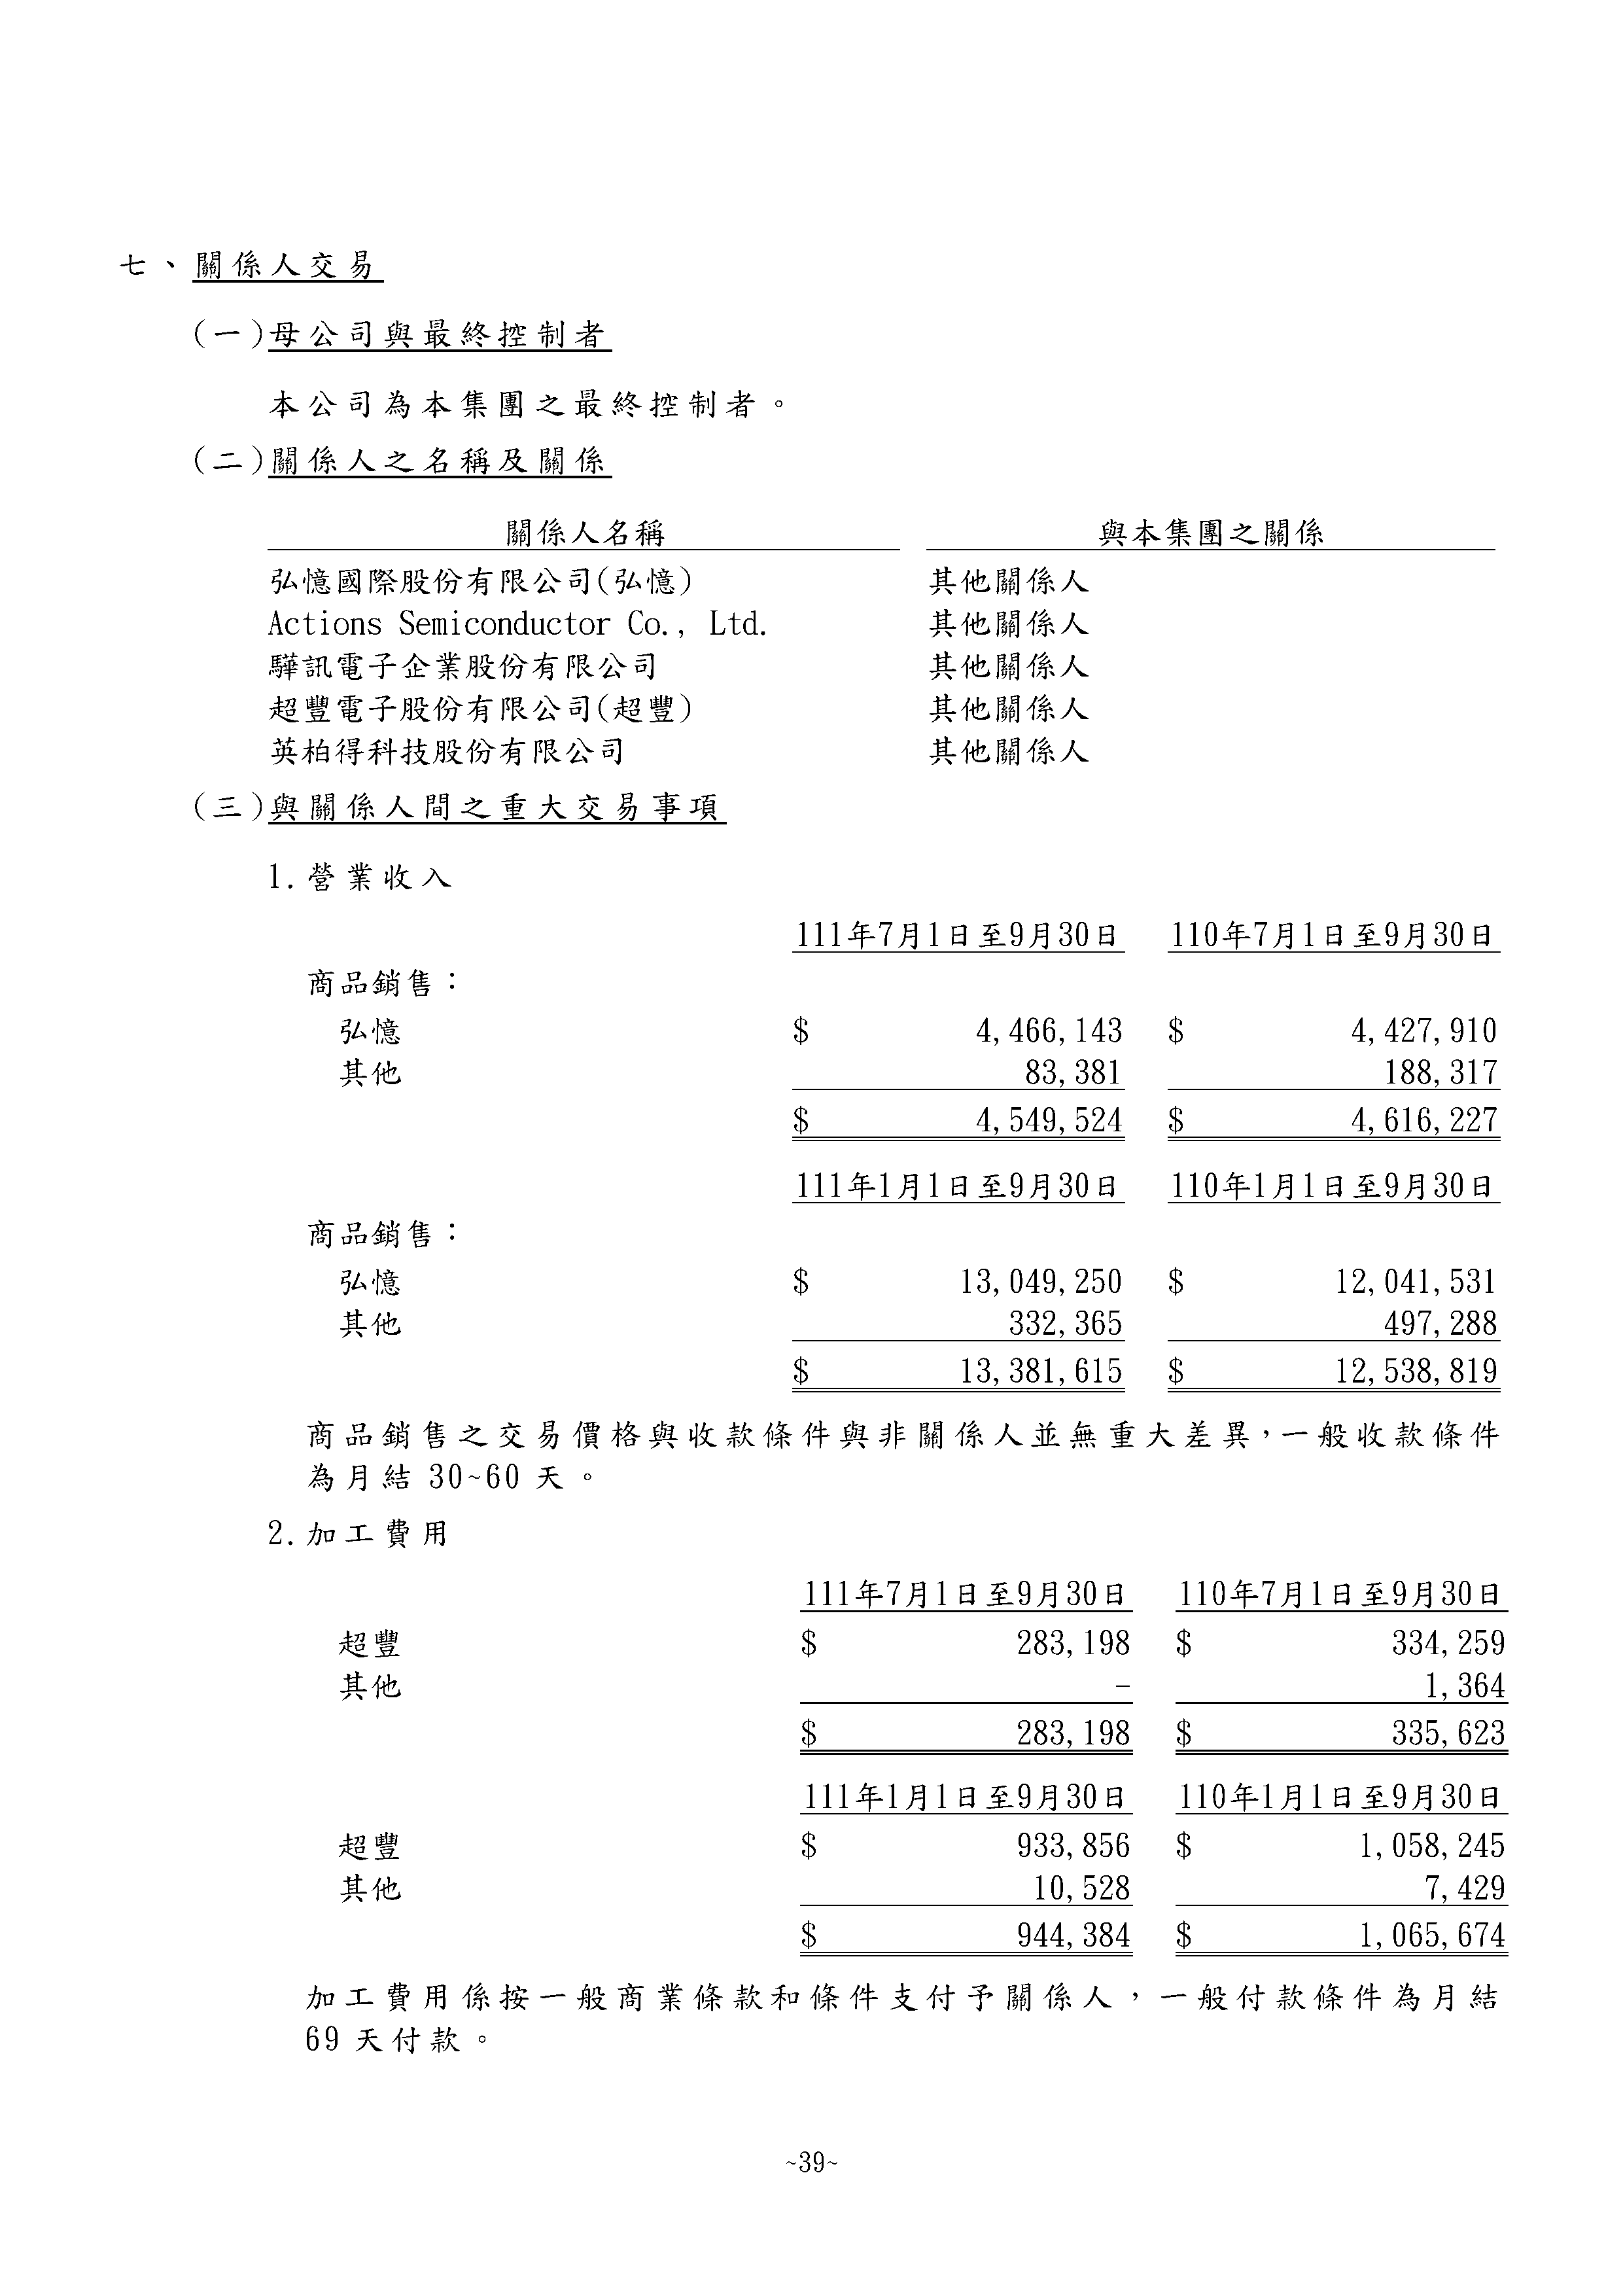 七、關係人交易
(一)母公司與最終控制者
本公司為本集團之最終控制者。
(二)關係人之名稱及關係
關係人名稱 與本集團之關係
弘憶國際股份有限公司(弘憶) 其他關係人
Actions Semiconductor Co., Ltd. 其他關係人
驊訊電子企業股份有限公司 其他關係人
超豐電子股份有限公司(超豐) 其他關係人
英柏得科技股份有限公司 其他關係人
(三)與關係人間之重大交易事項
1.營業收入
111年7月1日至9月30日 110年7月1日至9月30日
商品銷售：
弘憶 $ 4,466,143 $ 4,427,910
其他 83,381 188,317
$ 4,549,524 $ 4,616,227
111年1月1日至9月30日 110年1月1日至9月30日
商品銷售：
弘憶 $ 13,049,250 $ 12,041,531
其他 332,365 497,288
$ 13,381,615 $ 12,538,819
商品銷售之交易價格與收款條件與非關係人並無重大差異，一般收款條件
為月結 30~60 天。
2.加工費用
111年7月1日至9月30日 110年7月1日至9月30日
超豐 $ 283,198 $ 334,259
其他 - 1,364
$ 283,198 $ 335,623
111年1月1日至9月30日 110年1月1日至9月30日
超豐 $ 933,856 $ 1,058,245
其他 10,528 7,429
$ 944,384 $ 1,065,674
加工費用係按一般商業條款和條件支付予關係人，一般付款條件為月結
69 天付款。
~39~